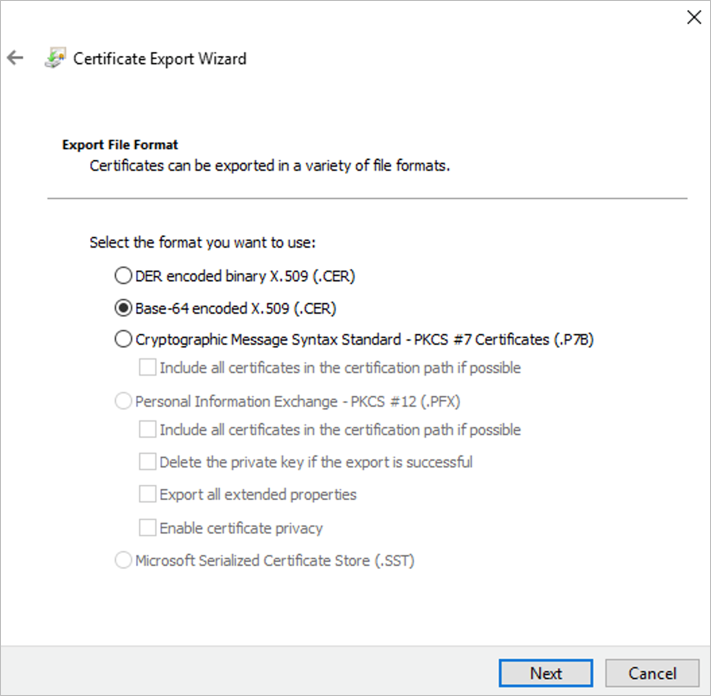 Certificate Export Wizard
Export File Format
Certificates can be exported in a variety of file formats.
Select the format you want to use:
DER encoded binary X.509 (.CER)
Base-64 encoded X.509 (.CER)
Cryptographic Message Syntax Standard - PKCS #7 Certificates (.P7B)
Include all certificates in the certification path if possible
Personal Information Exchange - PKCS #12 (.PFX)
Include all certificates in the certification path if possible
Delete the private key if the export is successful
Export all extended properties
Enable certificate privacy
Microsoft Serialized Certificate Store (.SST)
Next
Cancel